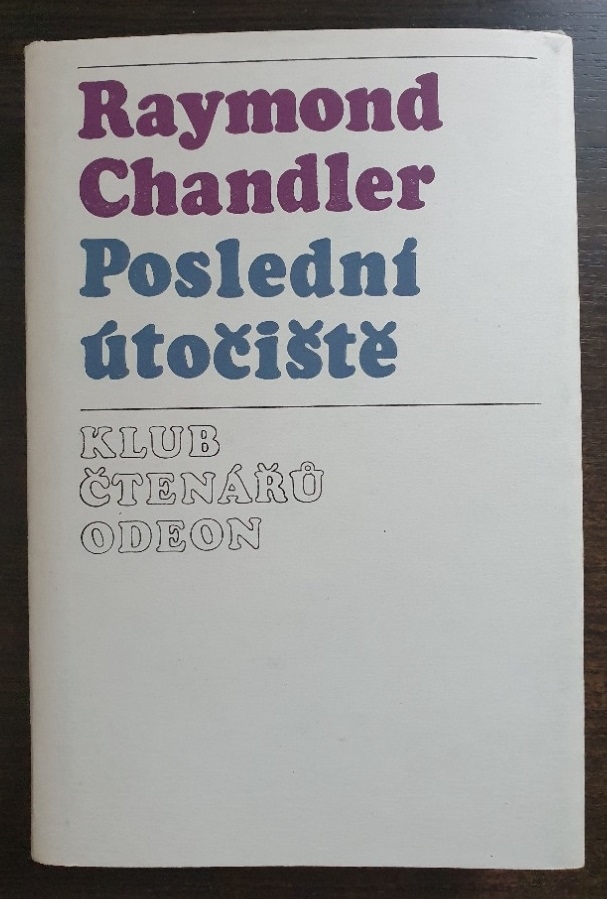 Raymond
Chandler
Poslední
útočiště
KLUB
ČTENÁŘŮ
ODEON